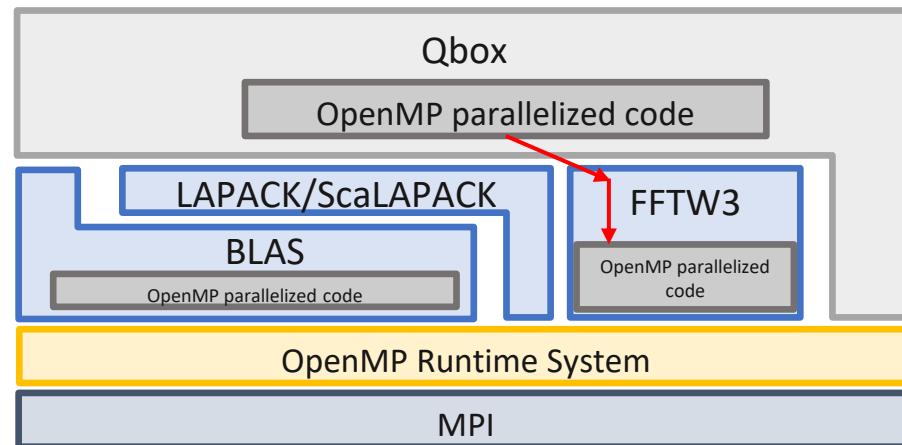 Qbox
OpenMP parallelized code
LAPACK/ScaLAPACK
FFTW3
BLAS
OpenMP parallelized code
OpenMP parallelized
code
OpenMP Runtime System
MPI